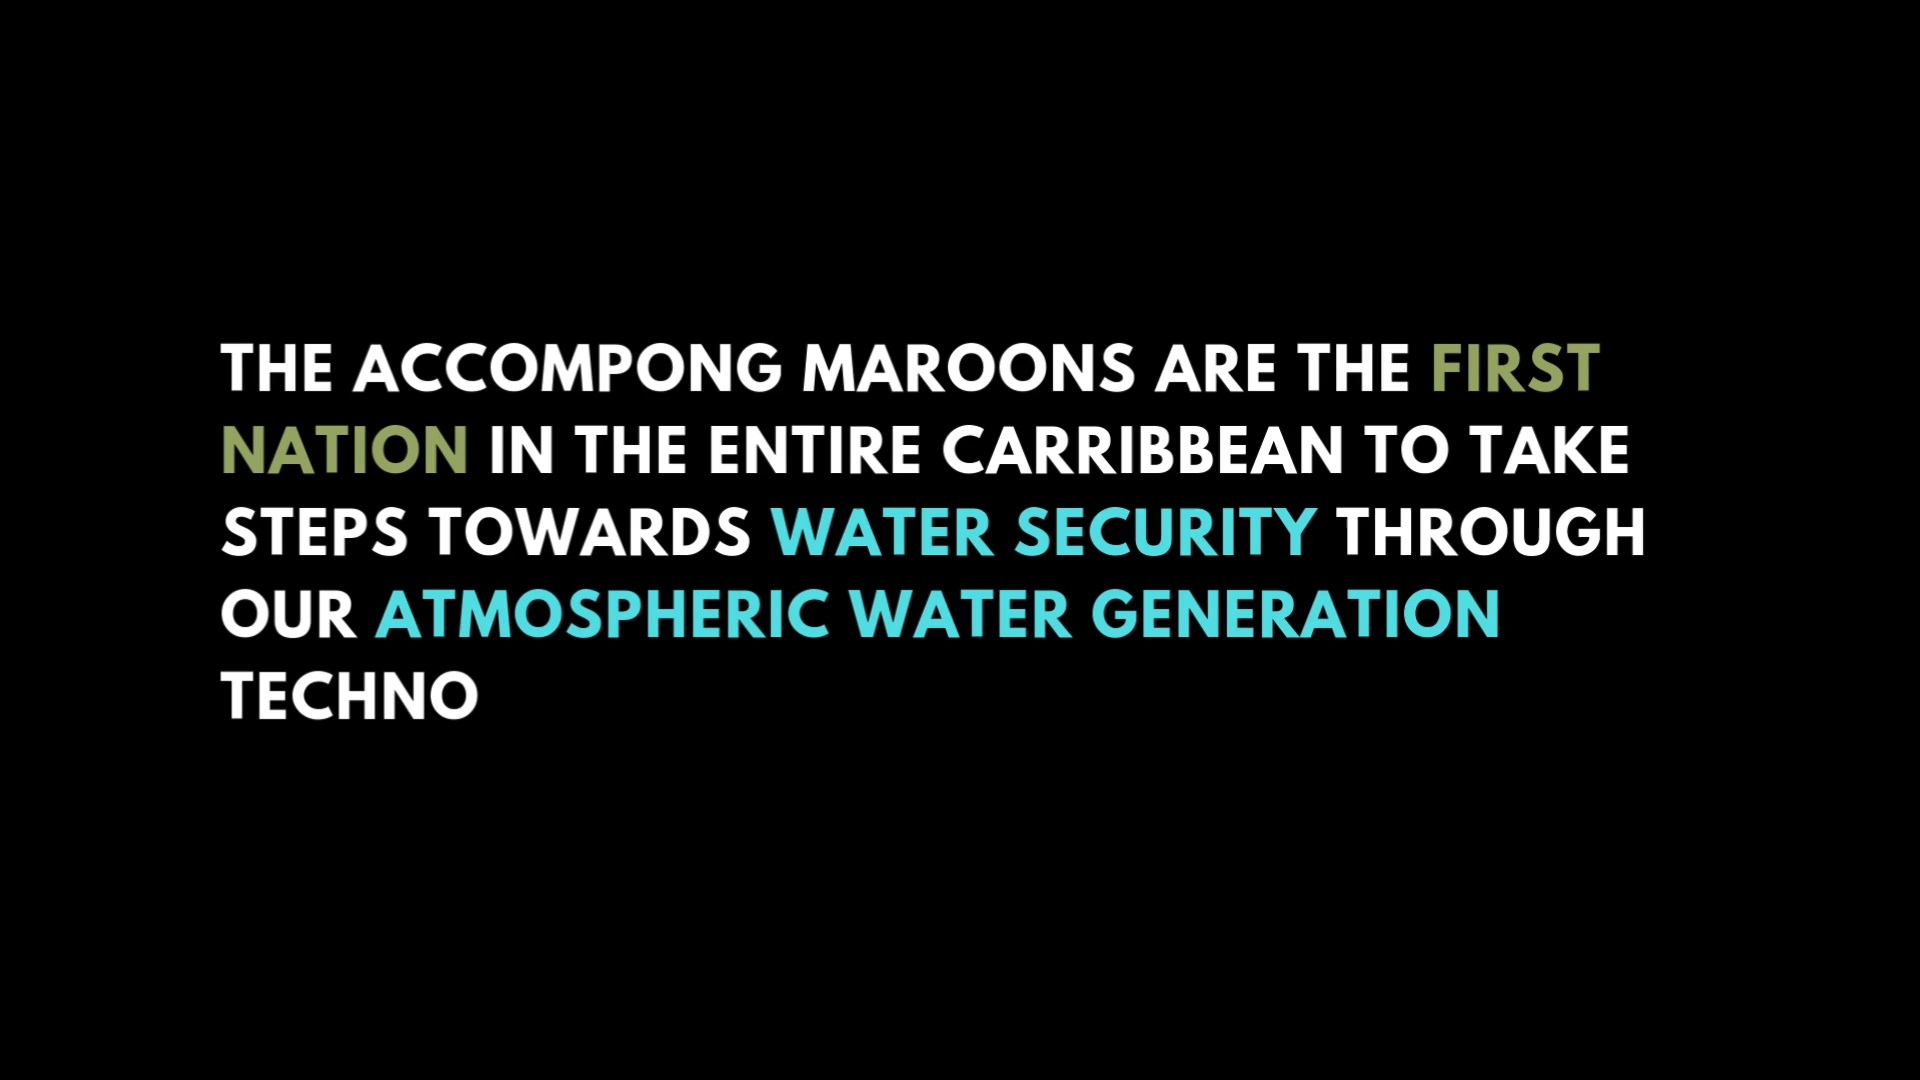 THE ACCOMPONG MAROONS ARE THE FIRST
NATION IN THE ENTIRE CARRIBBEAN TO TAKE
STEPS TOWARDS WATER SECURITY THROUGH
OUR ATMOSPHERIC WATER GENERATION
TECHNO